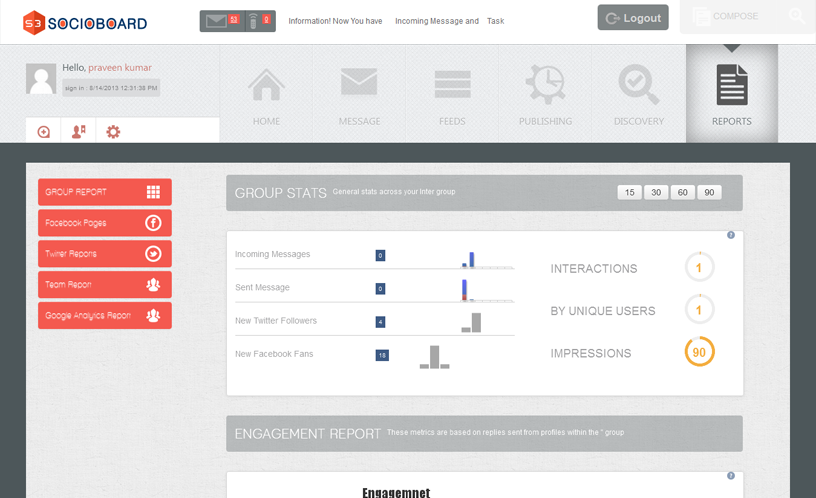 S3 SOCIOBOARD
53
0
Information! Now You have Incoming Message and Task
Logout
COMPOSE
Hello, praveen kumar
sign in : 8/14/2013 12:31:38 PM
HOME
MESSAGE
FEEDS
PUBLISHING
DISCOVERY
REPORTS
GROUP REPORT
Facebook Pages
Twirer Repons
Team Report
Google Analyics Report
GROUP STATS General stats across your Inter group
15 30 60 90
Incoming Messages 0
Sent Message 0
New Twitter Followers 4
New Facebook Fans 18
INTERACTIONS 1
BY UNIQUE USERS 1
IMPRESSIONS 90
?
ENGAGEMENT REPORT These metrics are based on replies sent from profiles within the '' group
?
Engagemnet